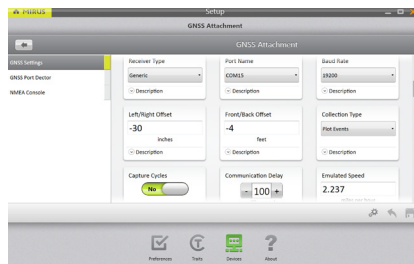 MIRUS
Setup
GNSS Attachment
GNSS Attachment
GNSS Settings
GNSS Port Doctor
NMEA Console
Receiver Type
Generic
Description
Port Name
COM15
Description
Baud Rate
19200
Description
Left/Right Offset
-30
inches
Description
Front/Back Offset
-4
feet
Description
Collection Type
Plot Events
Description
Capture Cycles
No
Communication Delay
- 100 +
Emulated Speed
2.237
Preferences
Traits
Devices
About